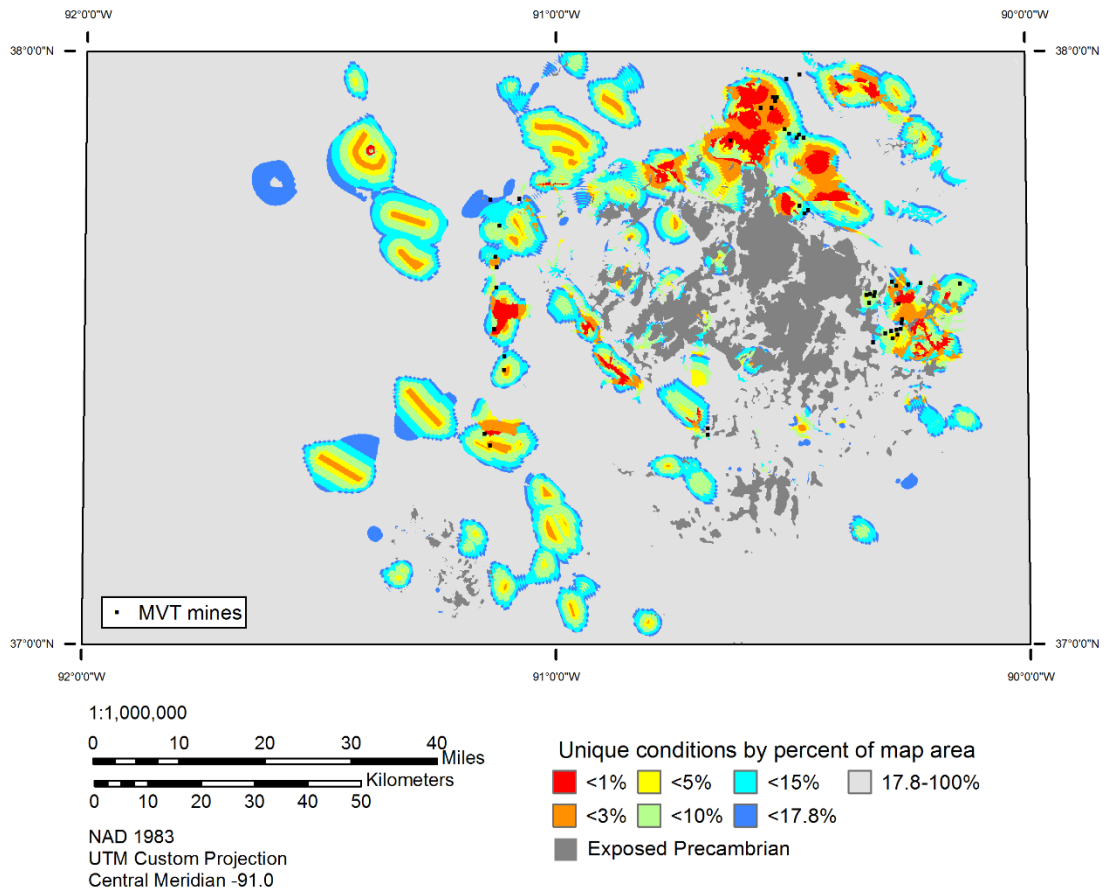 92°0'0"W 91°0'0"W 90°0'0"W
38°0'0"N 38°0'0"N
MVT mines
37°0'0"N 37°0'0"N
92°0'0"W 91°0'0"W 90°0'0"W
1:1,000,000
0 10 20 30 40
Miles
Kilometers
0 10 20 30 40 50
NAD 1983
UTM Custom Projection
Central Meridian -91.0
Unique conditions by percent of map area
<1% <5% <15% 17.8-100%
<3% <10% <17.8%
Exposed Precambrian